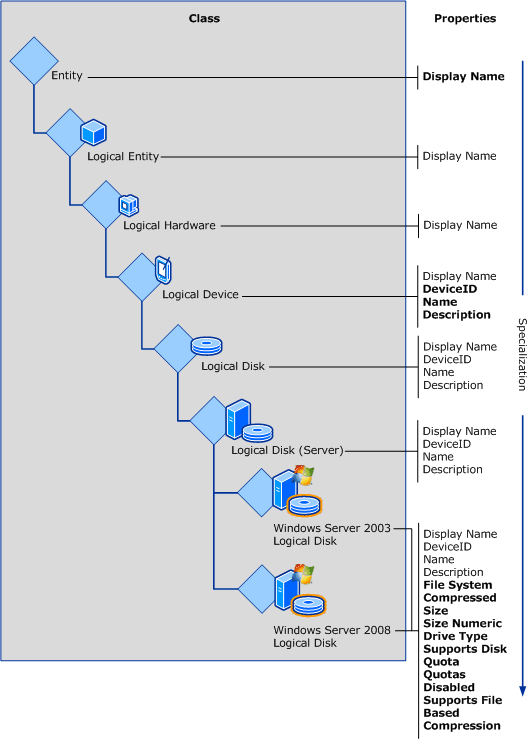 Class
Properties
Entity
Display Name
Logical Entity
Display Name
Logical Hardware
Display Name
Logical Device
Display Name
DeviceID
Name
Description
Specialization
Logical Disk
Display Name
DeviceID
Name
Description
Logical Disk (Server)
Display Name
DeviceID
Name
Description
Windows Server 2003
Logical Disk
Windows Server 2008
Logical Disk
Display Name
DeviceID
Name
Description
File System
Compressed
Size
Size Numeric
Drive Type
Supports Disk
Quota
Quotas
Disabled
Supports File
Based
Compression